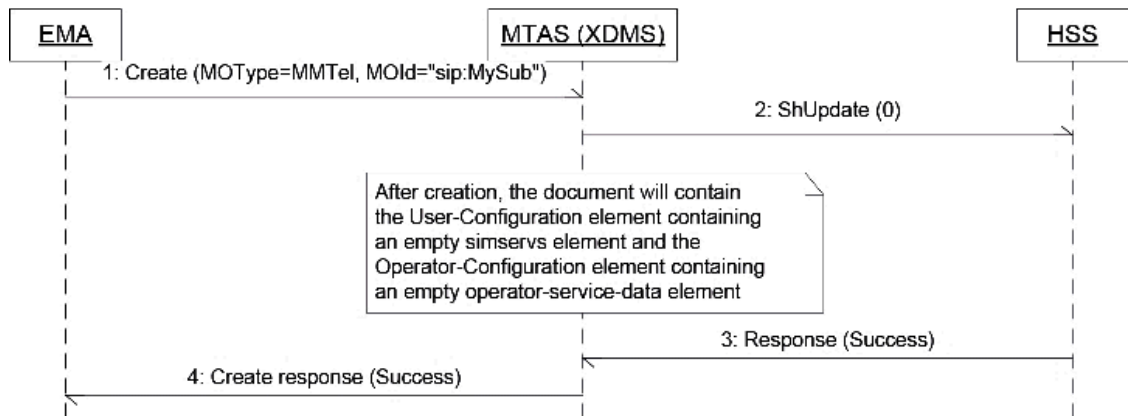 EMA
MTAS (XDMS)
HSS
1: Create (MOType=MMTel, MOId="sip:MySub")
2: ShUpdate (0)
After creation, the document will contain
the User-Configuration element containing
an empty simservs element and the
Operator-Configuration element containing
an empty operator-service-data element
3: Response (Success)
4: Create response (Success)